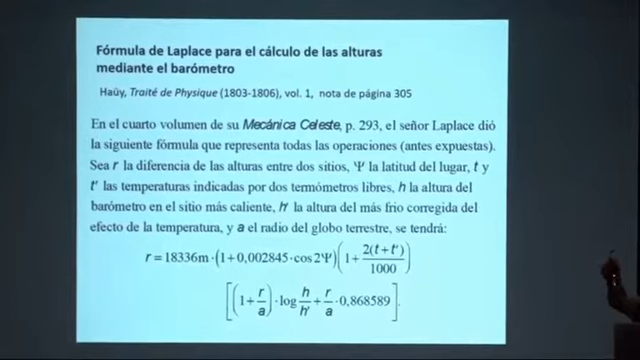 Fórmula de Laplace para el cálculo de las alturas
mediante el barómetro
Haüy, Traité de Physique (1803-1806), vol. 1, nota de página 305
En el cuarto volumen de su Mecánica Celeste, p. 293, el señor Laplace dió
la siguiente fórmula que representa todas las operaciones (antes expuestas).
Sea r la diferencia de las alturas entre dos sitios, Ψ la latitud del lugar, t y
t' las temperaturas indicadas por dos termómetros libres, h la altura del
barómetro en el sitio más caliente, h' la altura del más frio corregida del
efecto de la temperatura, y a el radio del globo terrestre, se tendrá:
r = 18336m·(1+0,002845·cos2Ψ)(1+2(t+t')/1000)
[(1+r/a)·log h/h' + r/a·0,868589].